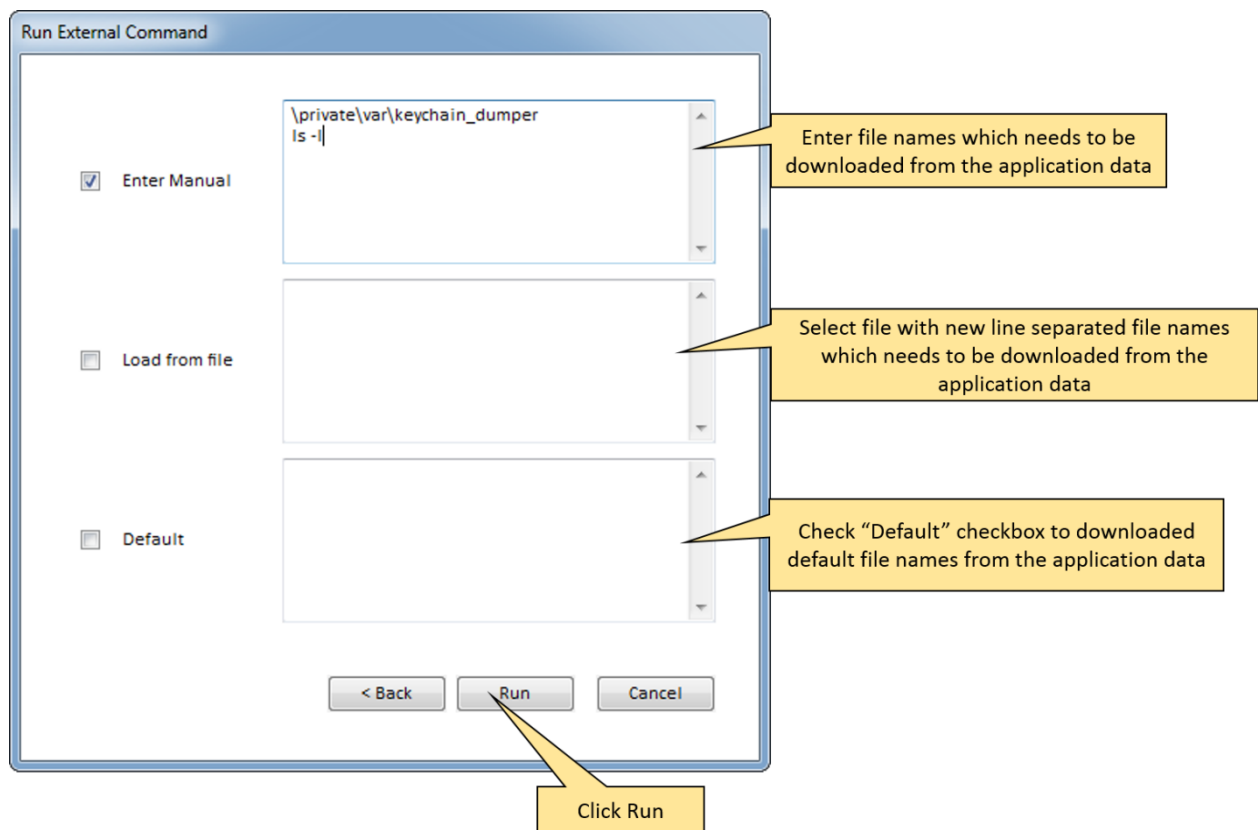 Run External Command
\private\var\keychain_dumper
ls -l
Enter Manual
Enter file names which needs to be
downloaded from the application data
Load from file
Select file with new line separated file names
which needs to be downloaded from the
application data
Default
Check “Default” checkbox to downloaded
default file names from the application data
< Back
Run
Cancel
Click Run